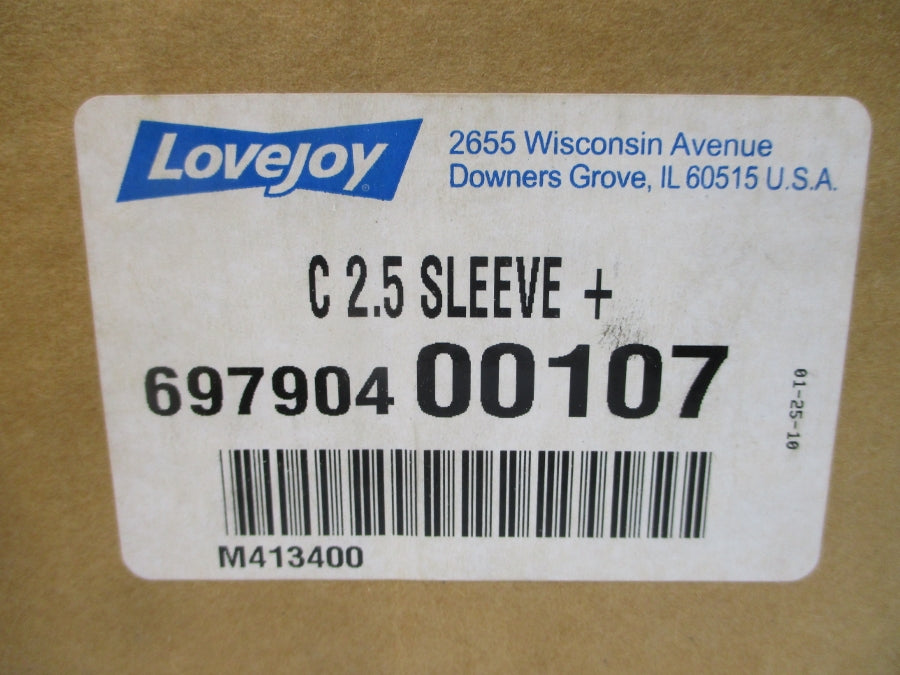 Lovejoy®
2655 Wisconsin Avenue
Downers Grove, IL 60515 U.S.A.
C 2.5 SLEEVE +
697904 00107
01-25-10
M413400